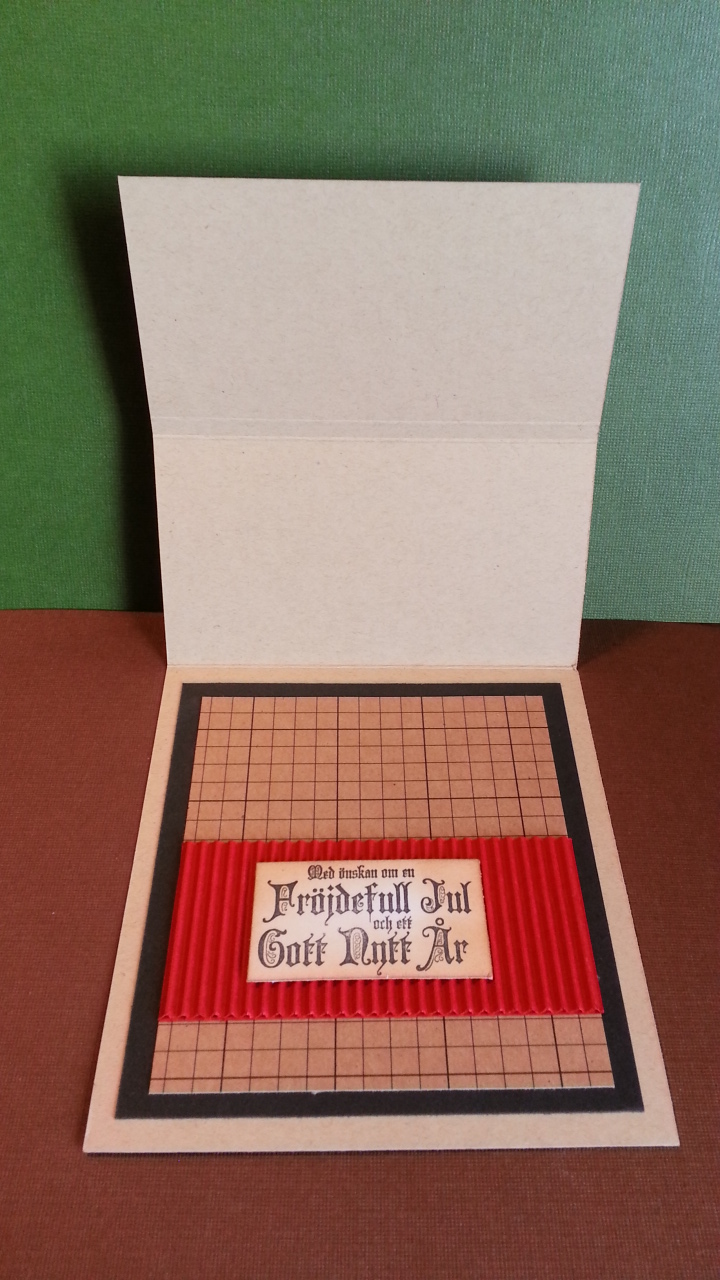 Med önskan om en
Fröjdefull Jul
och ett
Gott Nytt År